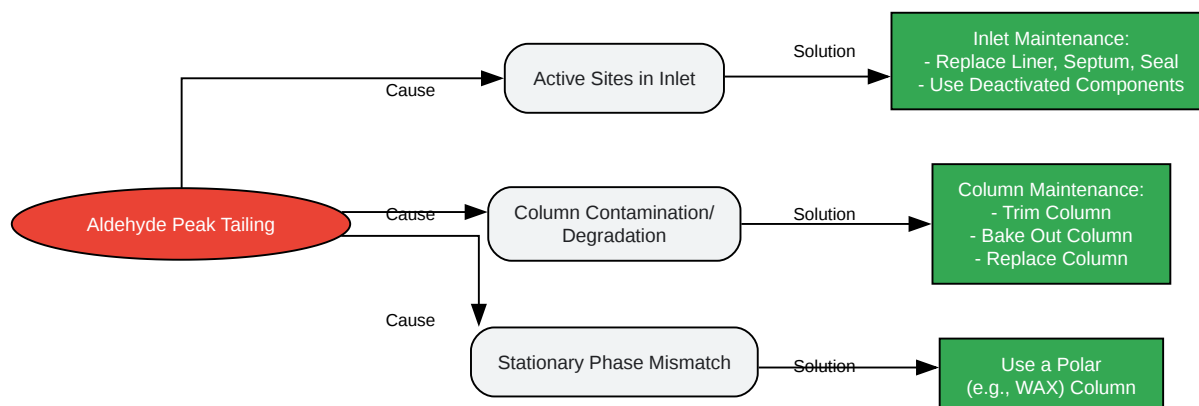 Aldehyde Peak Tailing
Cause
Active Sites in Inlet
Solution
Inlet Maintenance:
- Replace Liner, Septum, Seal
- Use Deactivated Components
Cause
Column Contamination/
Degradation
Solution
Column Maintenance:
- Trim Column
- Bake Out Column
- Replace Column
Cause
Stationary Phase Mismatch
Solution
Use a Polar
(e.g., WAX) Column